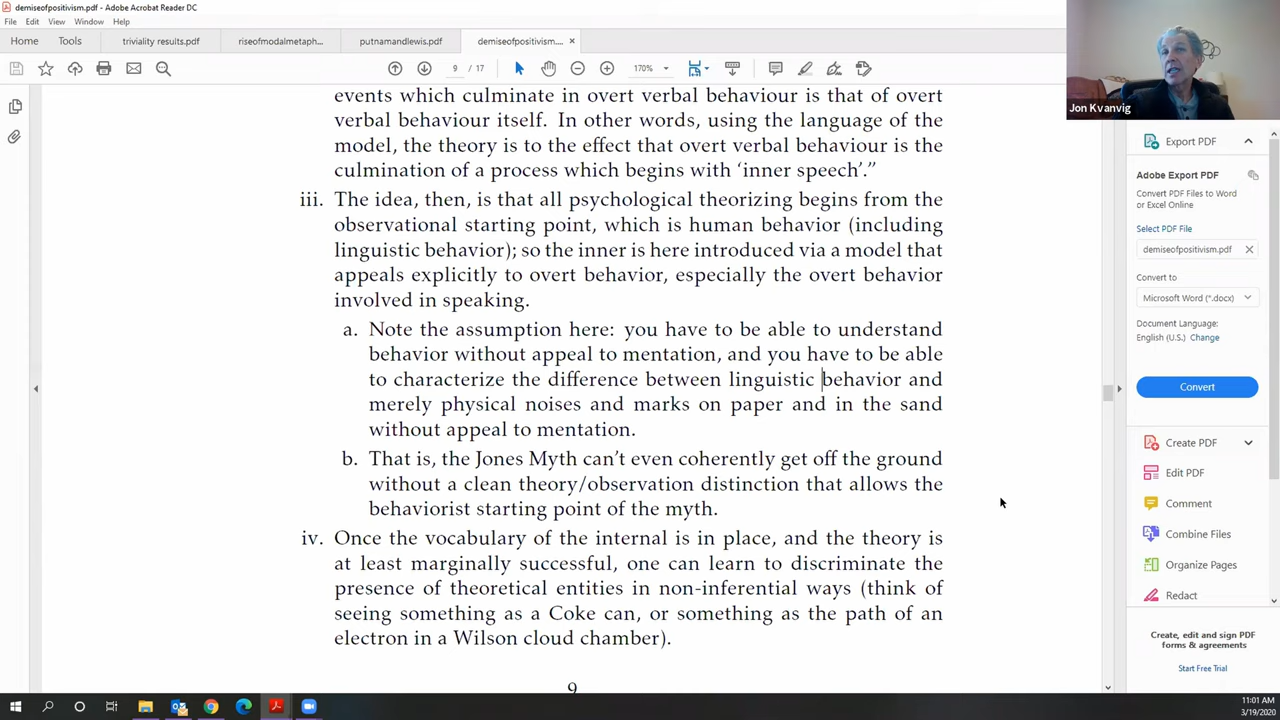 demiseofpositivism.pdf - Adobe Acrobat Reader DC
File Edit View Window Help
Home Tools triviality results.pdf riseofmodalmetaph... putnamandlewis.pdf demiseofpositivism....
9 / 17 170%
Jon Kvanvig
events which culminate in overt verbal behaviour is that of overt
verbal behaviour itself. In other words, using the language of the
model, the theory is to the effect that overt verbal behaviour is the
culmination of a process which begins with ‘inner speech’.”
iii. The idea, then, is that all psychological theorizing begins from the
observational starting point, which is human behavior (including
linguistic behavior); so the inner is here introduced via a model that
appeals explicitly to overt behavior, especially the overt behavior
involved in speaking.
a. Note the assumption here: you have to be able to understand
behavior without appeal to mentation, and you have to be able
to characterize the difference between linguistic behavior and
merely physical noises and marks on paper and in the sand
without appeal to mentation.
b. That is, the Jones Myth can’t even coherently get off the ground
without a clean theory/observation distinction that allows the
behaviorist starting point of the myth.
iv. Once the vocabulary of the internal is in place, and the theory is
at least marginally successful, one can learn to discriminate the
presence of theoretical entities in non-inferential ways (think of
seeing something as a Coke can, or something as the path of an
electron in a Wilson cloud chamber).
9
Export PDF
Adobe Export PDF
Convert PDF Files to Word
or Excel Online
Select PDF File
demiseofpositivism.pdf
Convert to
Microsoft Word (*.docx)
Document Language:
English (U.S.) Change
Convert
Create PDF
Edit PDF
Comment
Combine Files
Organize Pages
Redact
Create, edit and sign PDF
forms & agreements
Start Free Trial
11:01 AM
3/19/2020